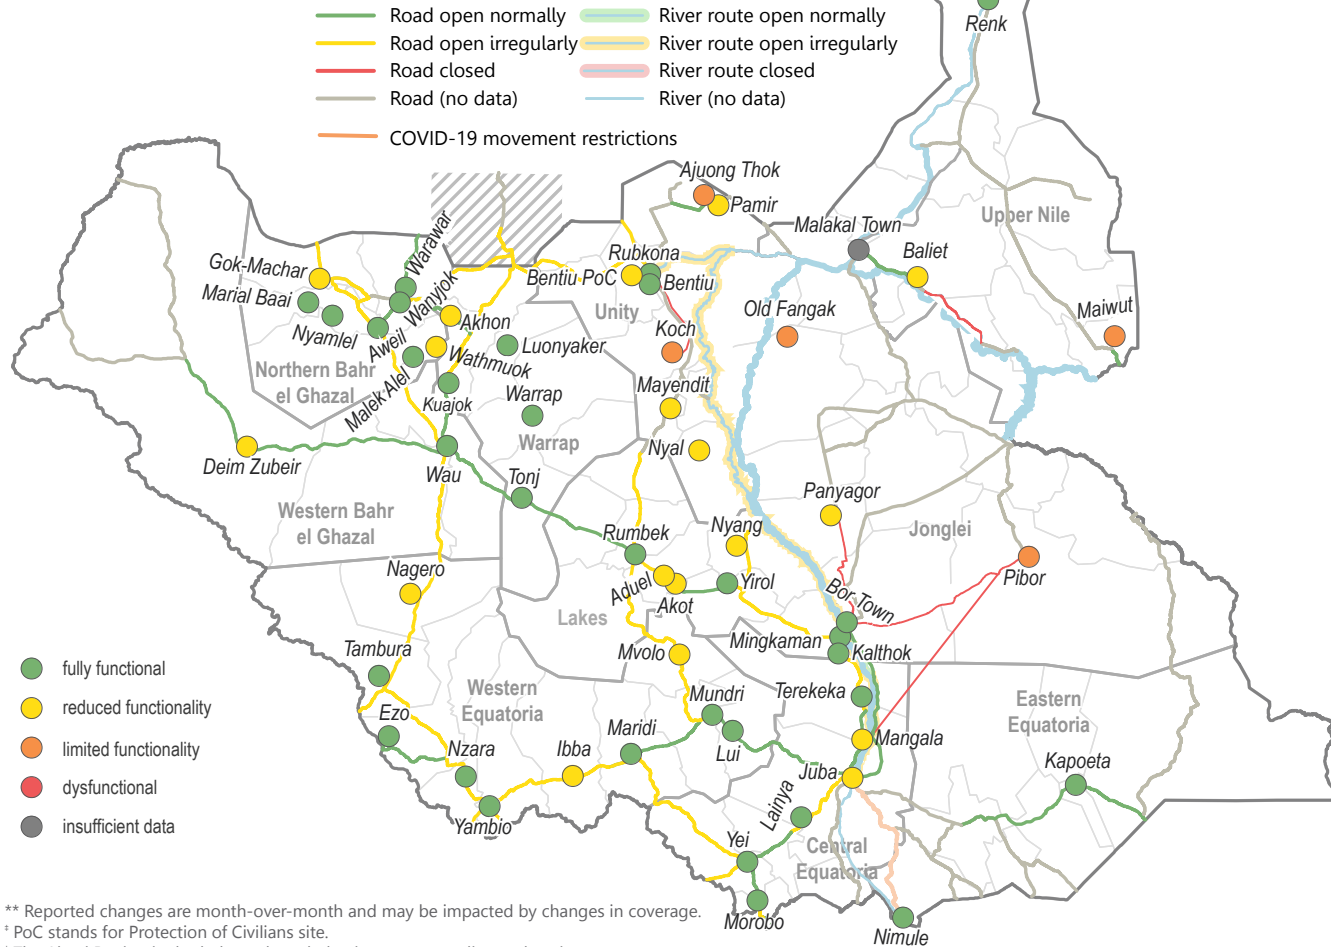 Road open normally
River route open normally
Road open irregularly
River route open irregularly
Road closed
River route closed
Road (no data)
River (no data)
COVID-19 movement restrictions
Renk
Ajuong Thok
Pamir
Upper Nile
Malakal Town
Baliet
Warawar
Gok-Machar
Rubkona
Bentiu PoC
Bentiu
Marial Baai
Wanyjok
Unity
Old Fangak
Maiwut
Nyamlel
Aweil
Akhon
Koch
Luonyaker
Wathmuok
Northern Bahr
el Ghazal
Malek Alel
Kuajok
Warrap
Mayendit
Warrap
Nyal
Deim Zubeir
Wau
Tonj
Panyagor
Western Bahr
el Ghazal
Rumbek
Nyang
Jonglei
Nagero
Aduel
Akot
Yirol
Pibor
Bor Town
Lakes
Mingkaman
Kalthok
Tambura
Mvolo
fully functional
Western
Equatoria
Mundri
Terekeka
Eastern
Equatoria
reduced functionality
Ezo
Maridi
Mangala
limited functionality
Nzara
Ibba
Lui
Juba
Kapoeta
dysfunctional
Lainya
insufficient data
Yambio
Yei
Central
Equatoria
Morobo
Nimule
** Reported changes are month-over-month and may be impacted by changes in coverage.
‡ PoC stands for Protection of Civilians site.